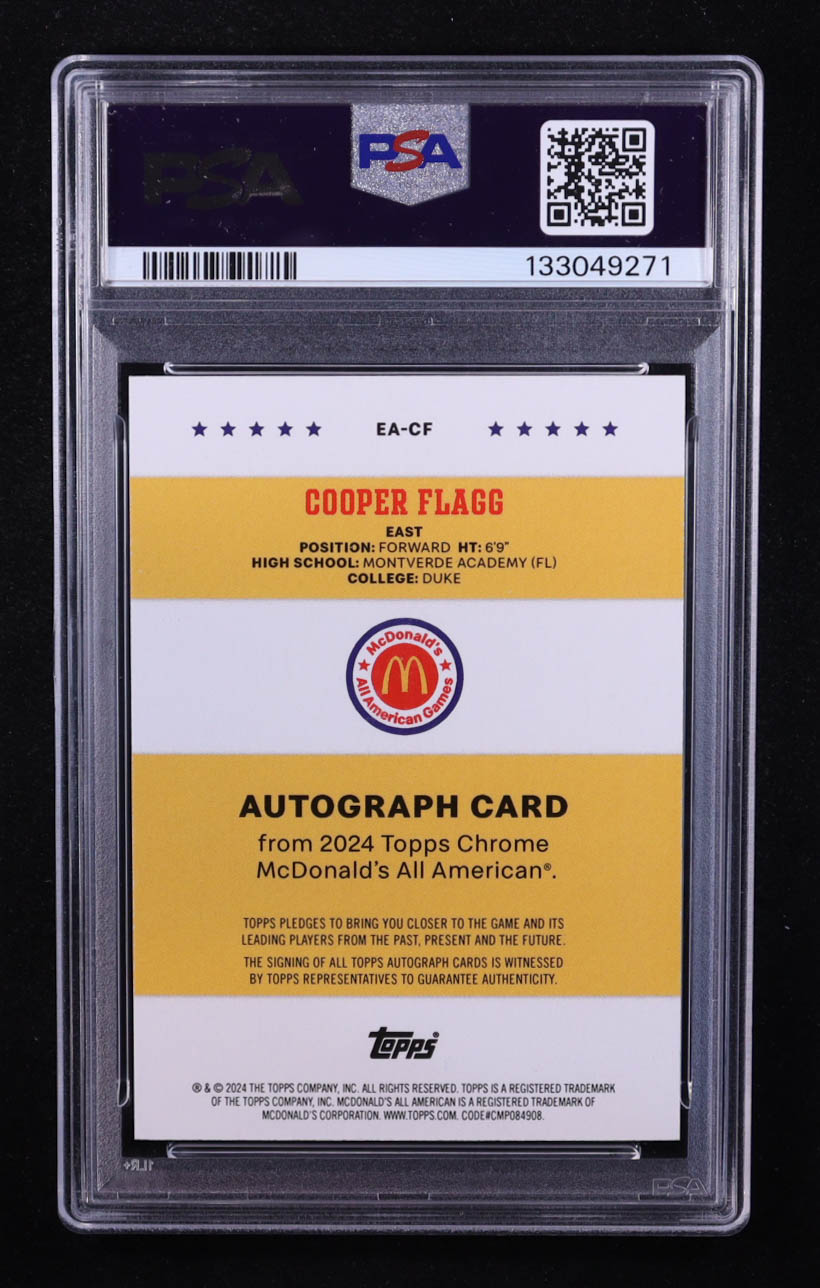 PSA
PSA
133049271
EA-CF
COOPER FLAGG
EAST
POSITION: FORWARD HT: 6'9"
HIGH SCHOOL: MONTVERDE ACADEMY (FL)
COLLEGE: DUKE
McDonald's
M
All American Games
AUTOGRAPH CARD
from 2024 Topps Chrome
McDonald's All American®.
TOPPS PLEDGES TO BRING YOU CLOSER TO THE GAME AND ITS
LEADING PLAYERS FROM THE PAST, PRESENT AND THE FUTURE.
THE SIGNING OF ALL TOPPS AUTOGRAPH CARDS IS WITNESSED
BY TOPPS REPRESENTATIVES TO GUARANTEE AUTHENTICITY.
topps®
® & © 2024 THE TOPPS COMPANY, INC. ALL RIGHTS RESERVED. TOPPS IS A REGISTERED TRADEMARK
OF THE TOPPS COMPANY, INC. MCDONALD'S ALL AMERICAN IS A REGISTERED TRADEMARK OF
MCDONALD'S CORPORATION. WWW.TOPPS.COM. CODE#CMP084908.
PSA